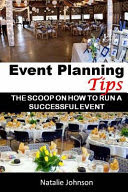 Event Planning
Tips
THE SCOOP ON HOW TO RUN A
SUCCESSFUL EVENT
Natalie Johnson